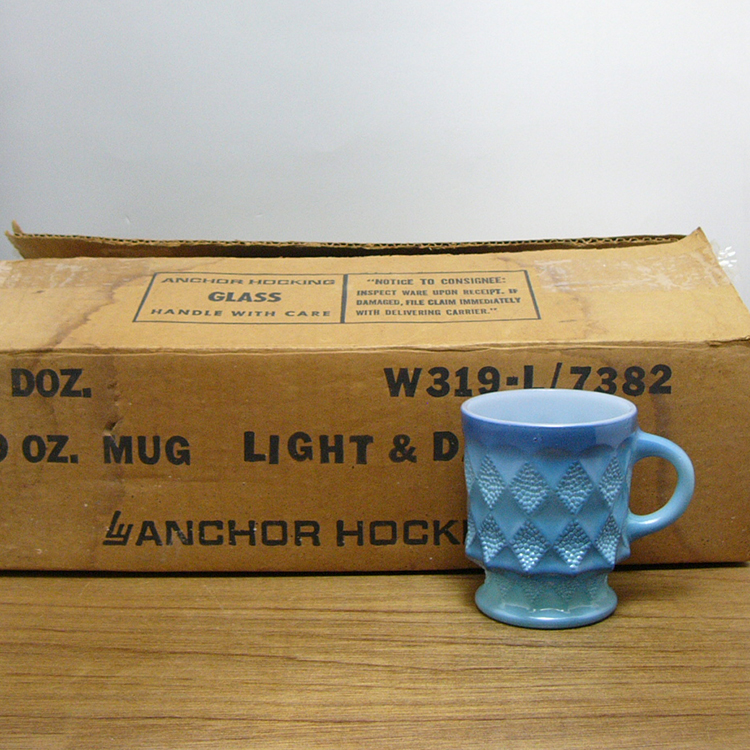 ANCHOR HOCKING
GLASS
HANDLE WITH CARE
"NOTICE TO CONSIGNEE:
INSPECT WARE UPON RECEIPT. IF
DAMAGED, FILE CLAIM IMMEDIATELY
WITH DELIVERING CARRIER."
DOZ.
W319-L/7382
OZ. MUG LIGHT & D
ANCHOR HOCKI